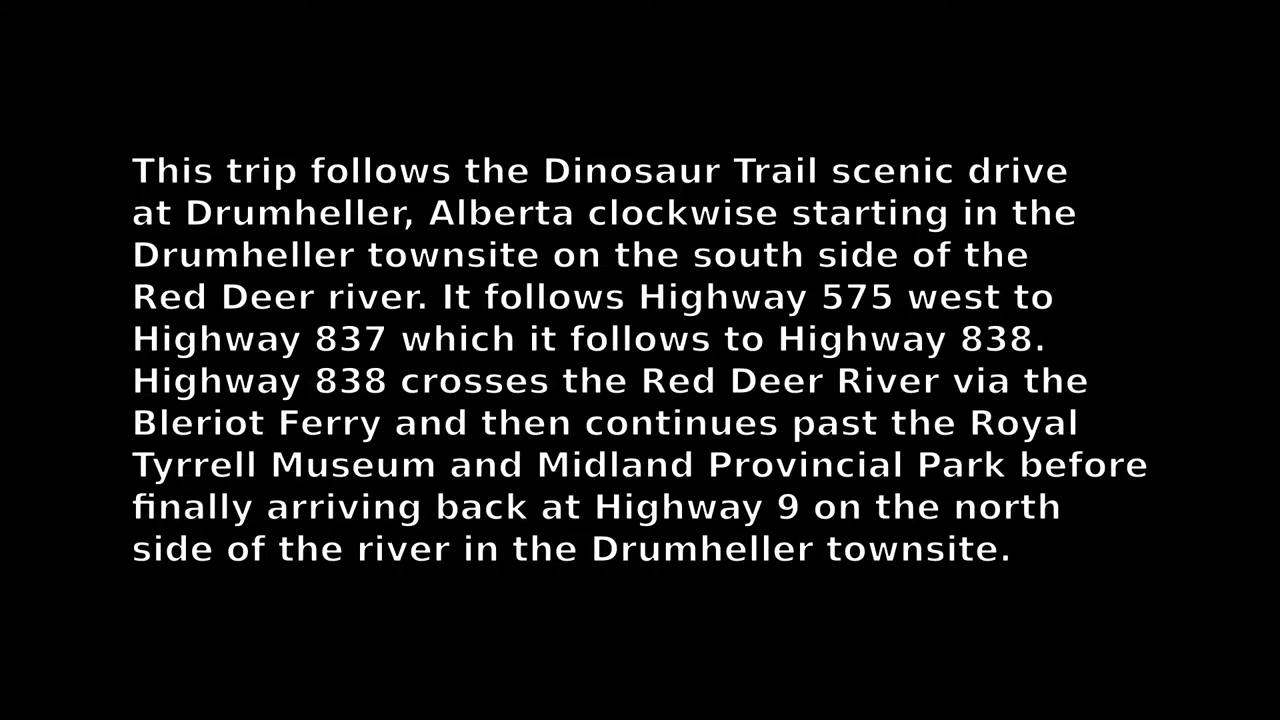 This trip follows the Dinosaur Trail scenic drive
at Drumheller, Alberta clockwise starting in the
Drumheller townsite on the south side of the
Red Deer river. It follows Highway 575 west to
Highway 837 which it follows to Highway 838.
Highway 838 crosses the Red Deer River via the
Bleriot Ferry and then continues past the Royal
Tyrrell Museum and Midland Provincial Park before
finally arriving back at Highway 9 on the north
side of the river in the Drumheller townsite.